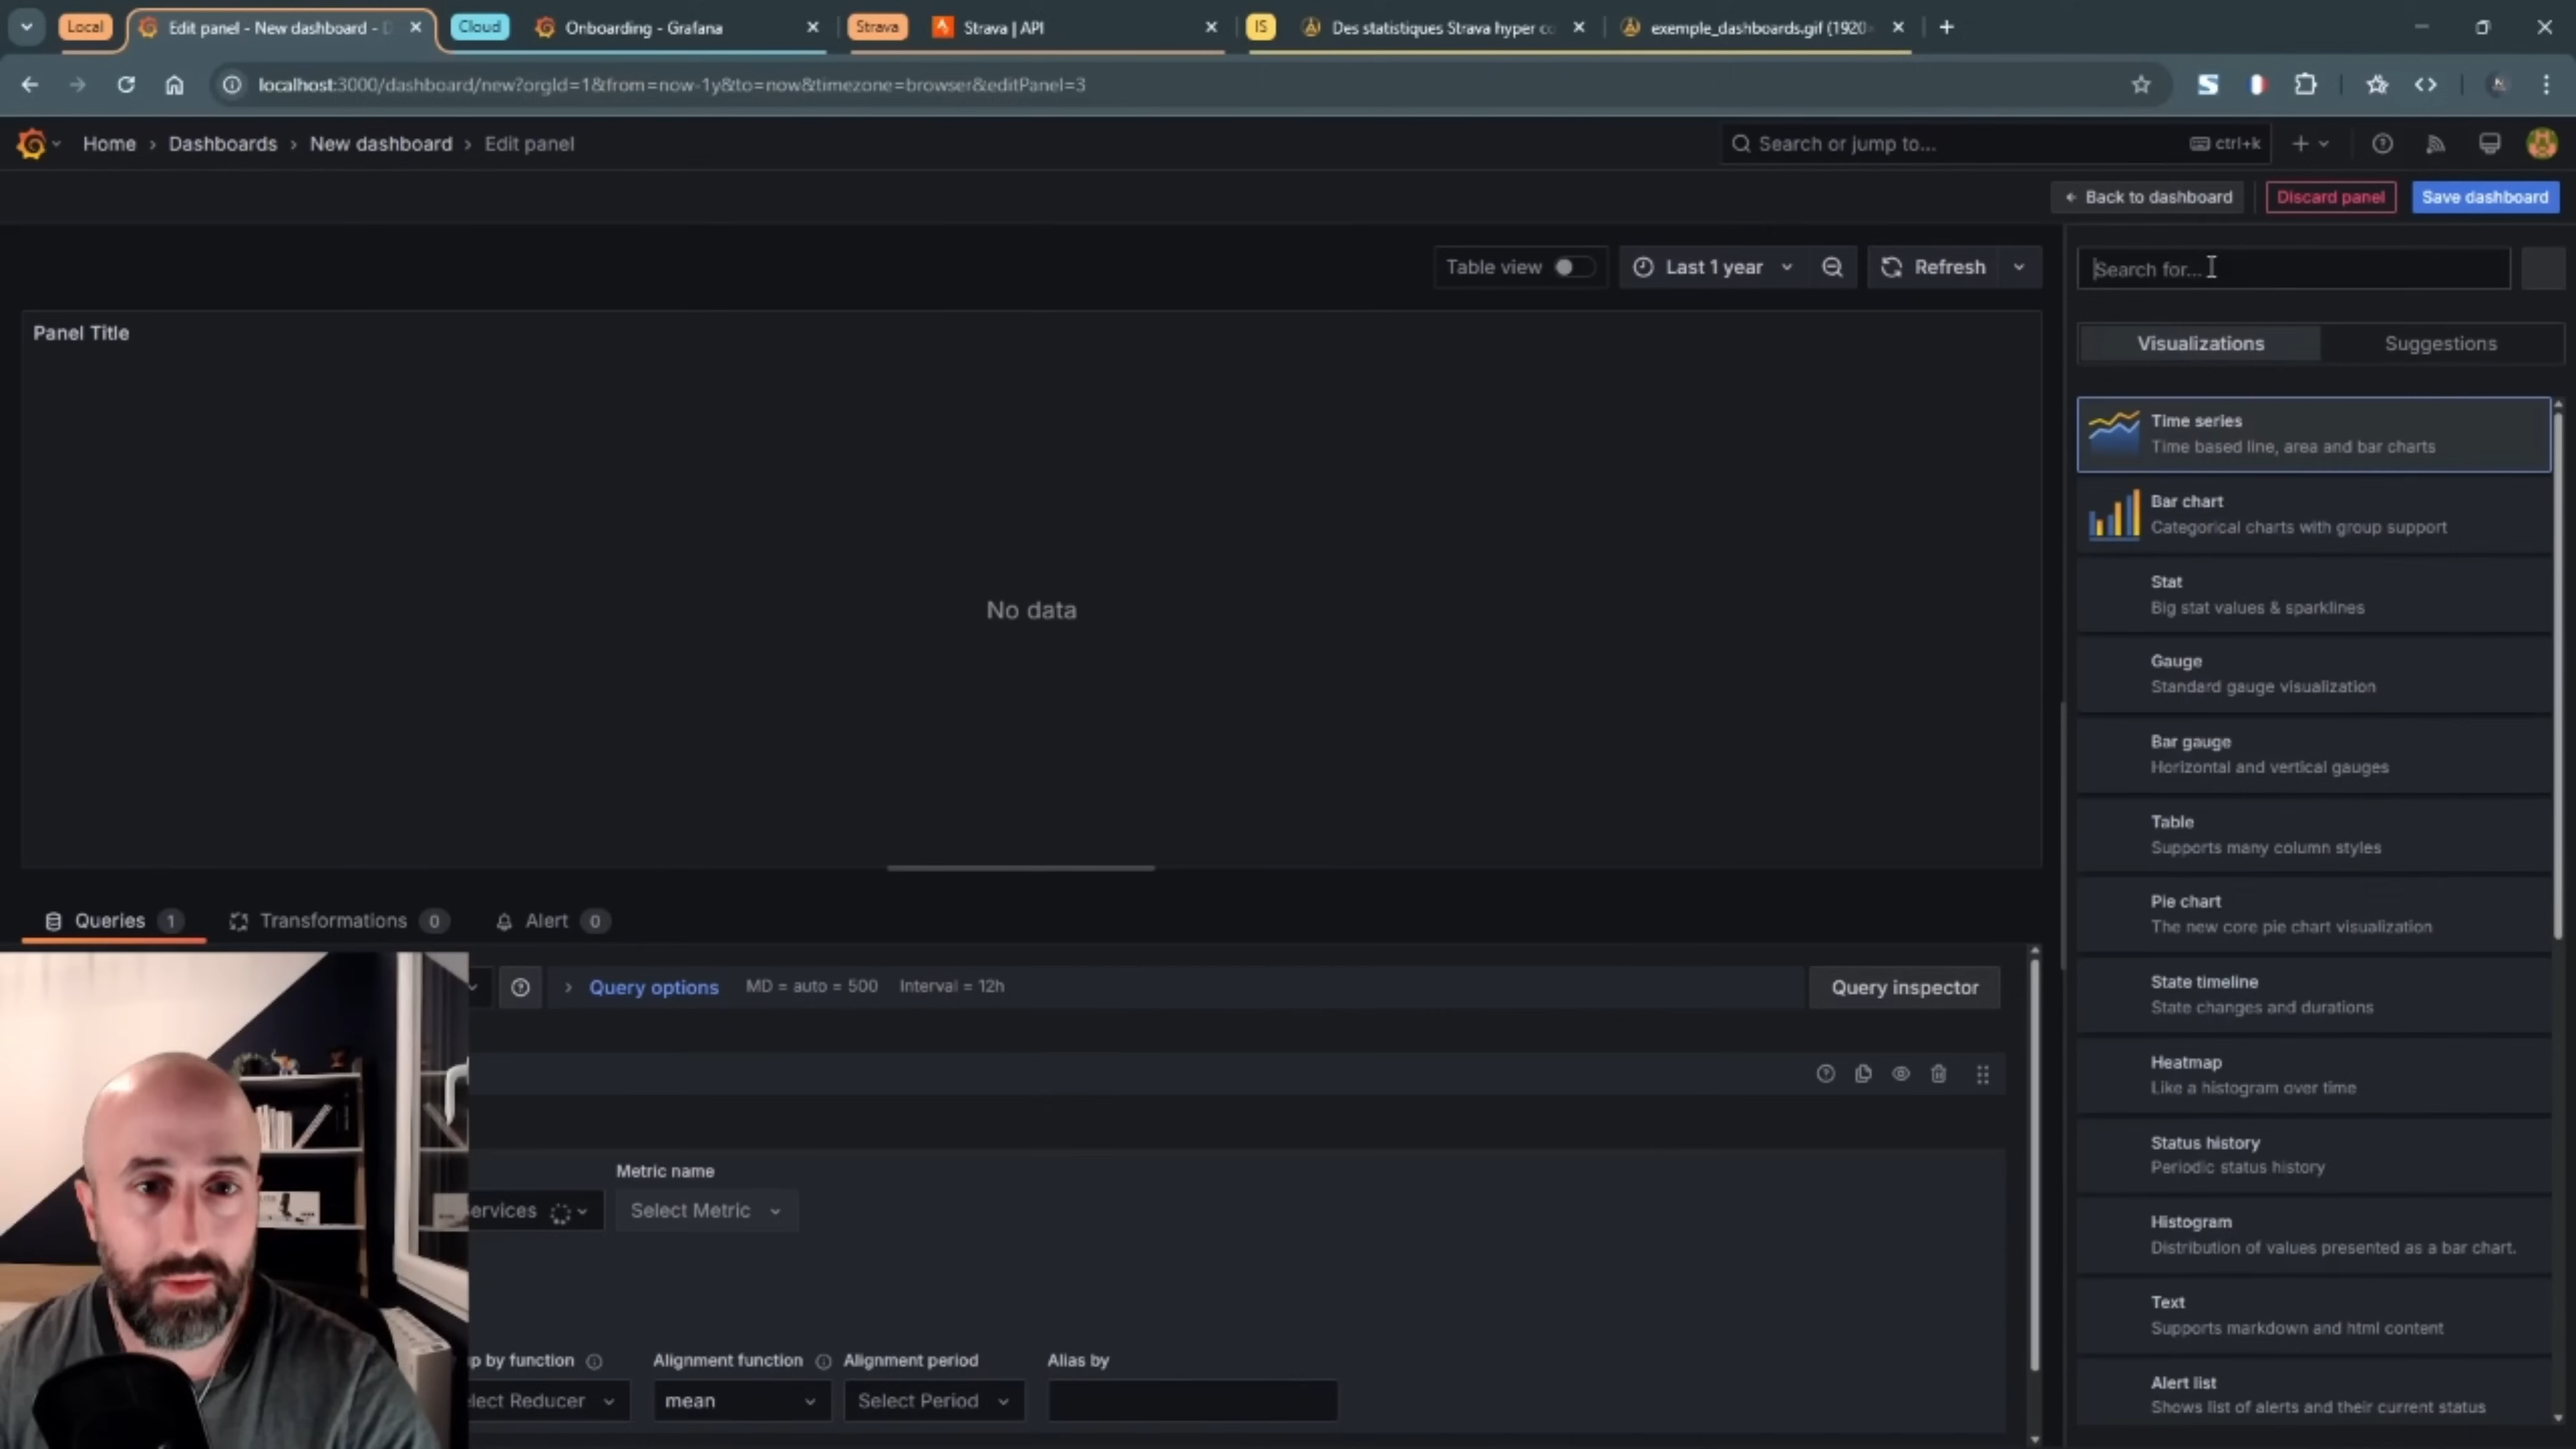 Local
Edit panel - New dashboard - D
Cloud
Onboarding - Grafana
Strava
Strava | API
IS
Des statistiques Strava hyper co
exemple_dashboards.gif (1920
localhost:3000/dashboard/new?orgId=1&from=now-1y&to=now&timezone=browser&editPanel=3
Home > Dashboards > New dashboard > Edit panel
Search or jump to...
ctrl+k
Back to dashboard
Discard panel
Save dashboard
Table view
Last 1 year
Refresh
Search for...
Panel Title
No data
Visualizations
Suggestions
Time series
Time based line, area and bar charts
Bar chart
Categorical charts with group support
Stat
Big stat values & sparklines
Gauge
Standard gauge visualization
Bar gauge
Horizontal and vertical gauges
Table
Supports many column styles
Pie chart
The new core pie chart visualization
State timeline
State changes and durations
Heatmap
Like a histogram over time
Status history
Periodic status history
Histogram
Distribution of values presented as a bar chart.
Text
Supports markdown and html content
Alert list
Shows list of alerts and their current status
Queries 1
Transformations 0
Alert 0
Query options
MD = auto = 500
Interval = 12h
Query inspector
Metric name
ervices
Select Metric
p by function
Alignment function
Alignment period
Alias by
lect Reducer
mean
Select Period